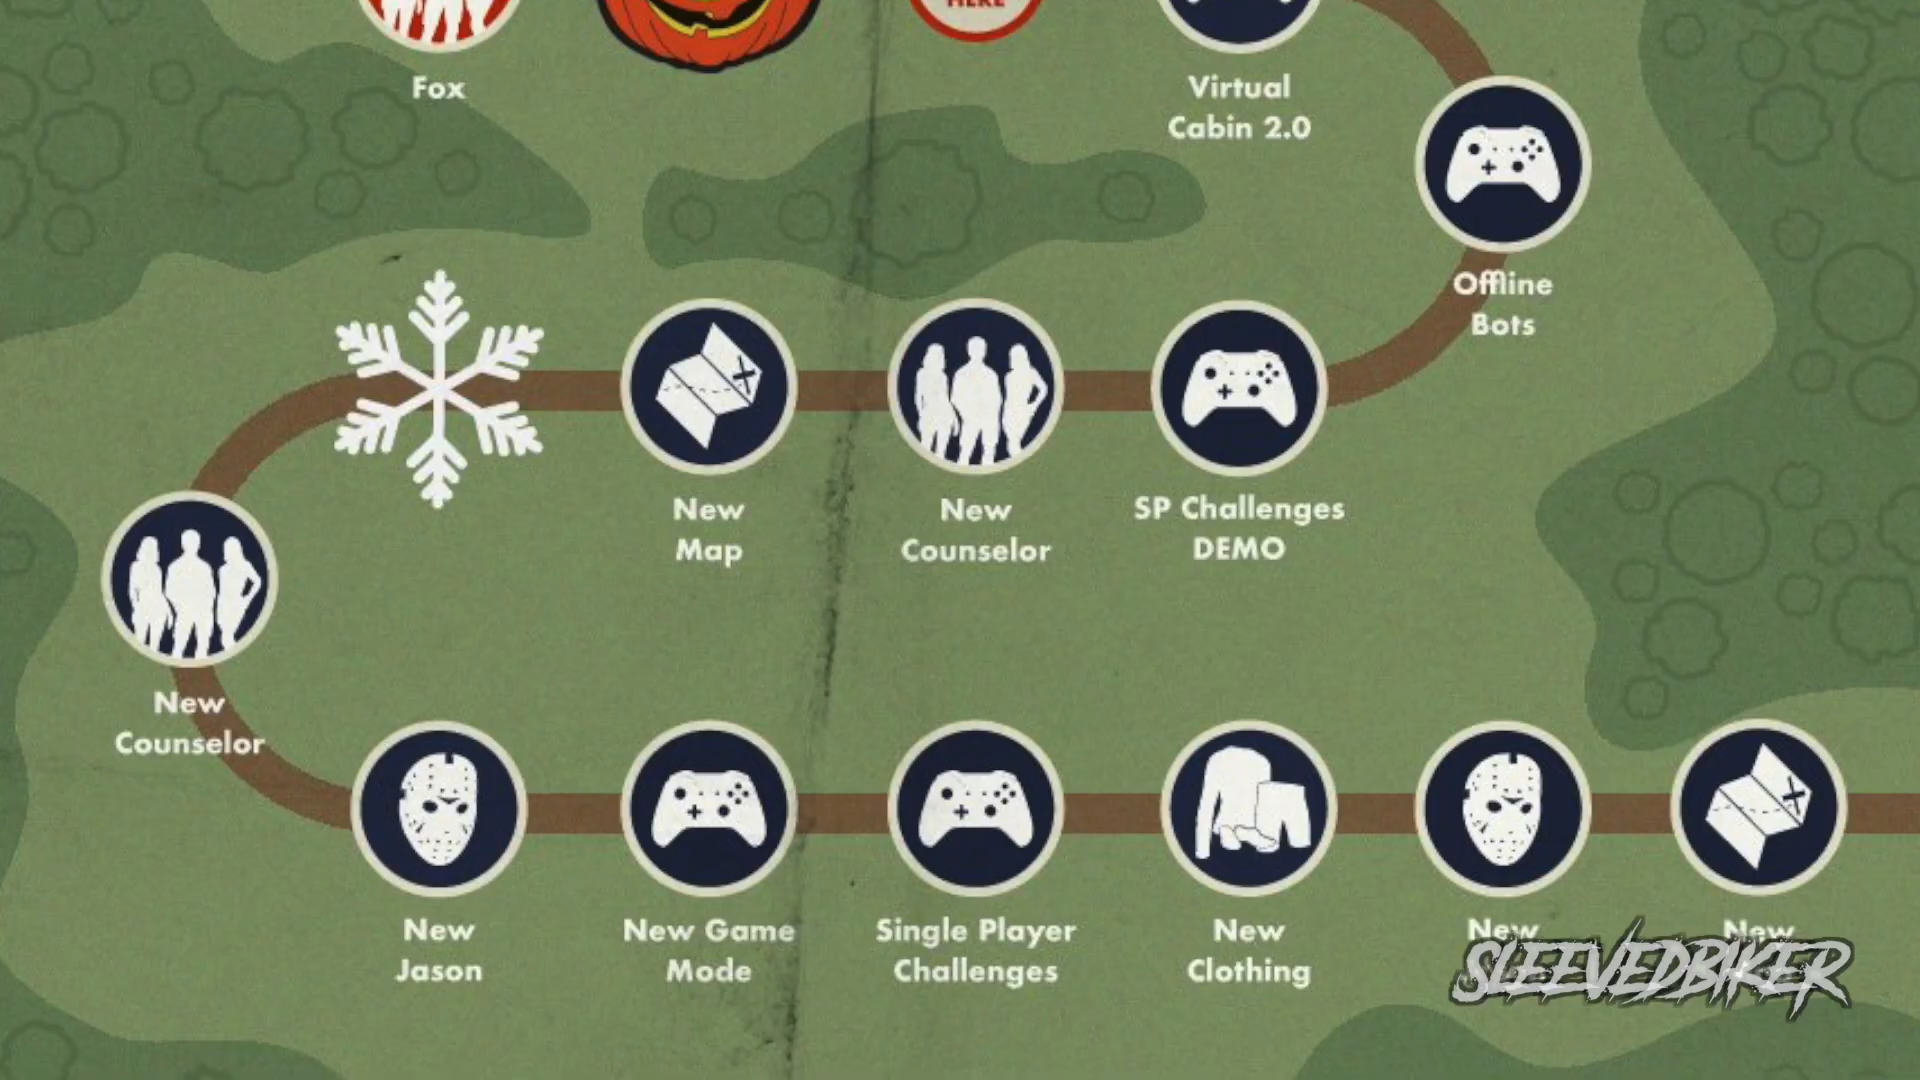 HERE
Fox
Virtual
Cabin 2.0
Offline
Bots
New
Map
New
Counselor
SP Challenges
DEMO
New
Counselor
New
Jason
New Game
Mode
Single Player
Challenges
New
Clothing
New
New
SLEEVEDBIKER